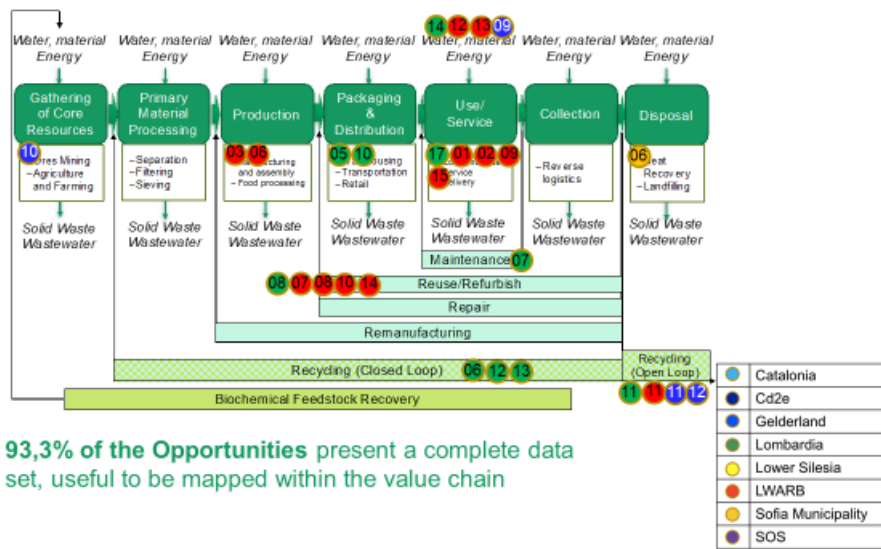 14 12 13 09
Water, material Energy
Water, material Energy
Water, material Energy
Water, material Energy
Water, material Energy
Water, material Energy
Water, material Energy
Gathering of Core Resources
Primary Material Processing
Production
Packaging & Distribution
Use/ Service
Collection
Disposal
10
Ores Mining
–Agriculture and Farming
–Separation
–Filtering
–Sieving
03 06
and assembly
– Food processing
05 10
–Transportation
–Retail
17 01 02 09
15
–Reverse logistics
06
Recovery
–Landfilling
Solid Waste Wastewater
Solid Waste Wastewater
Solid Waste Wastewater
Solid Waste Wastewater
Solid Waste Wastewater
Solid Waste Wastewater
Solid Waste Wastewater
Maintenance 07
08 07 08 10 14 Reuse/Refurbish
Repair
Remanufacturing
Recycling (Closed Loop) 06 12 13
Recycling (Open Loop)
11 11 11 12
Biochemical Feedstock Recovery
93,3% of the Opportunities present a complete data
set, useful to be mapped within the value chain
Catalonia
Cd2e
Gelderland
Lombardia
Lower Silesia
LWARB
Sofia Municipality
SOS